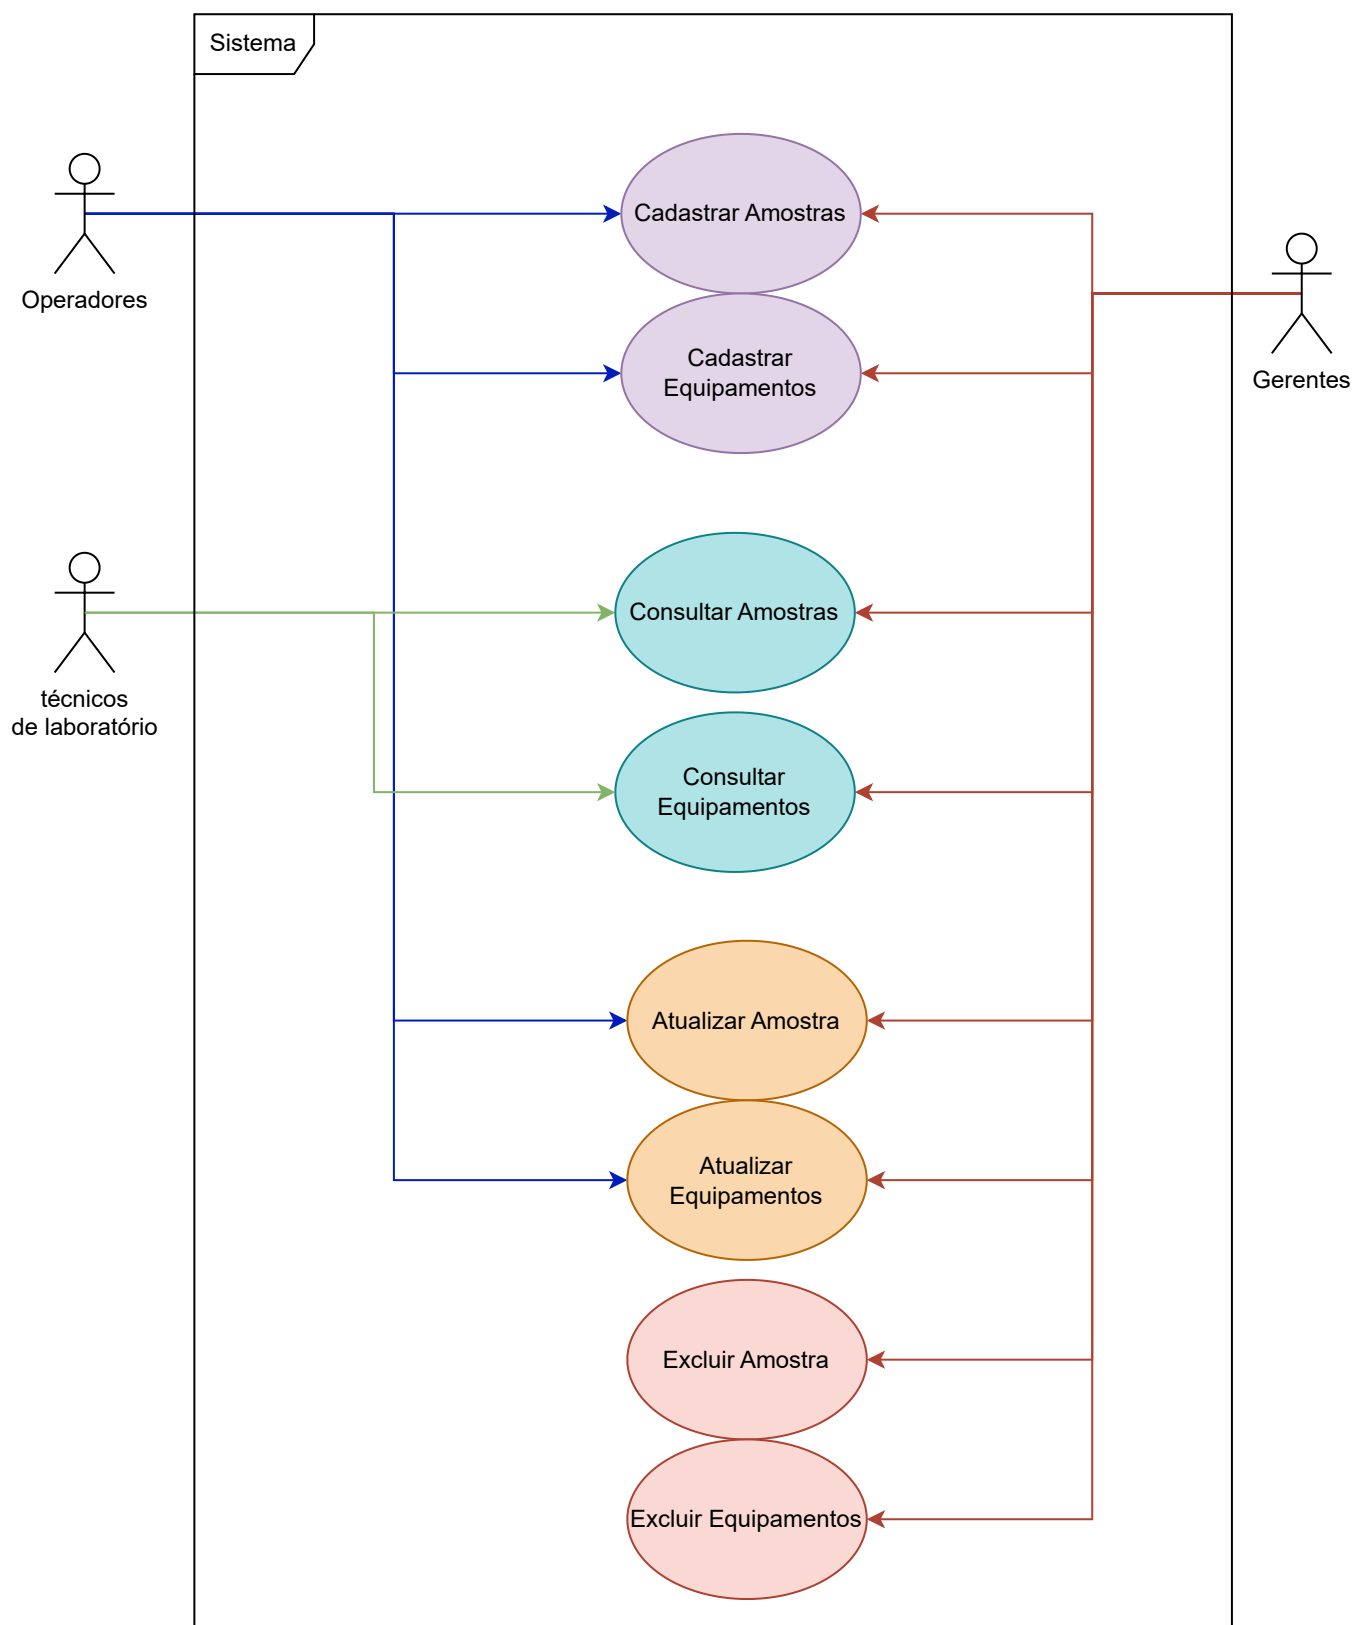 Sistema
Operadores
Cadastrar Amostras
Cadastrar
Equipamentos
Gerentes
técnicos
de laboratório
Consultar Amostras
Consultar
Equipamentos
Atualizar Amostra
Atualizar
Equipamentos
Excluir Amostra
Excluir Equipamentos